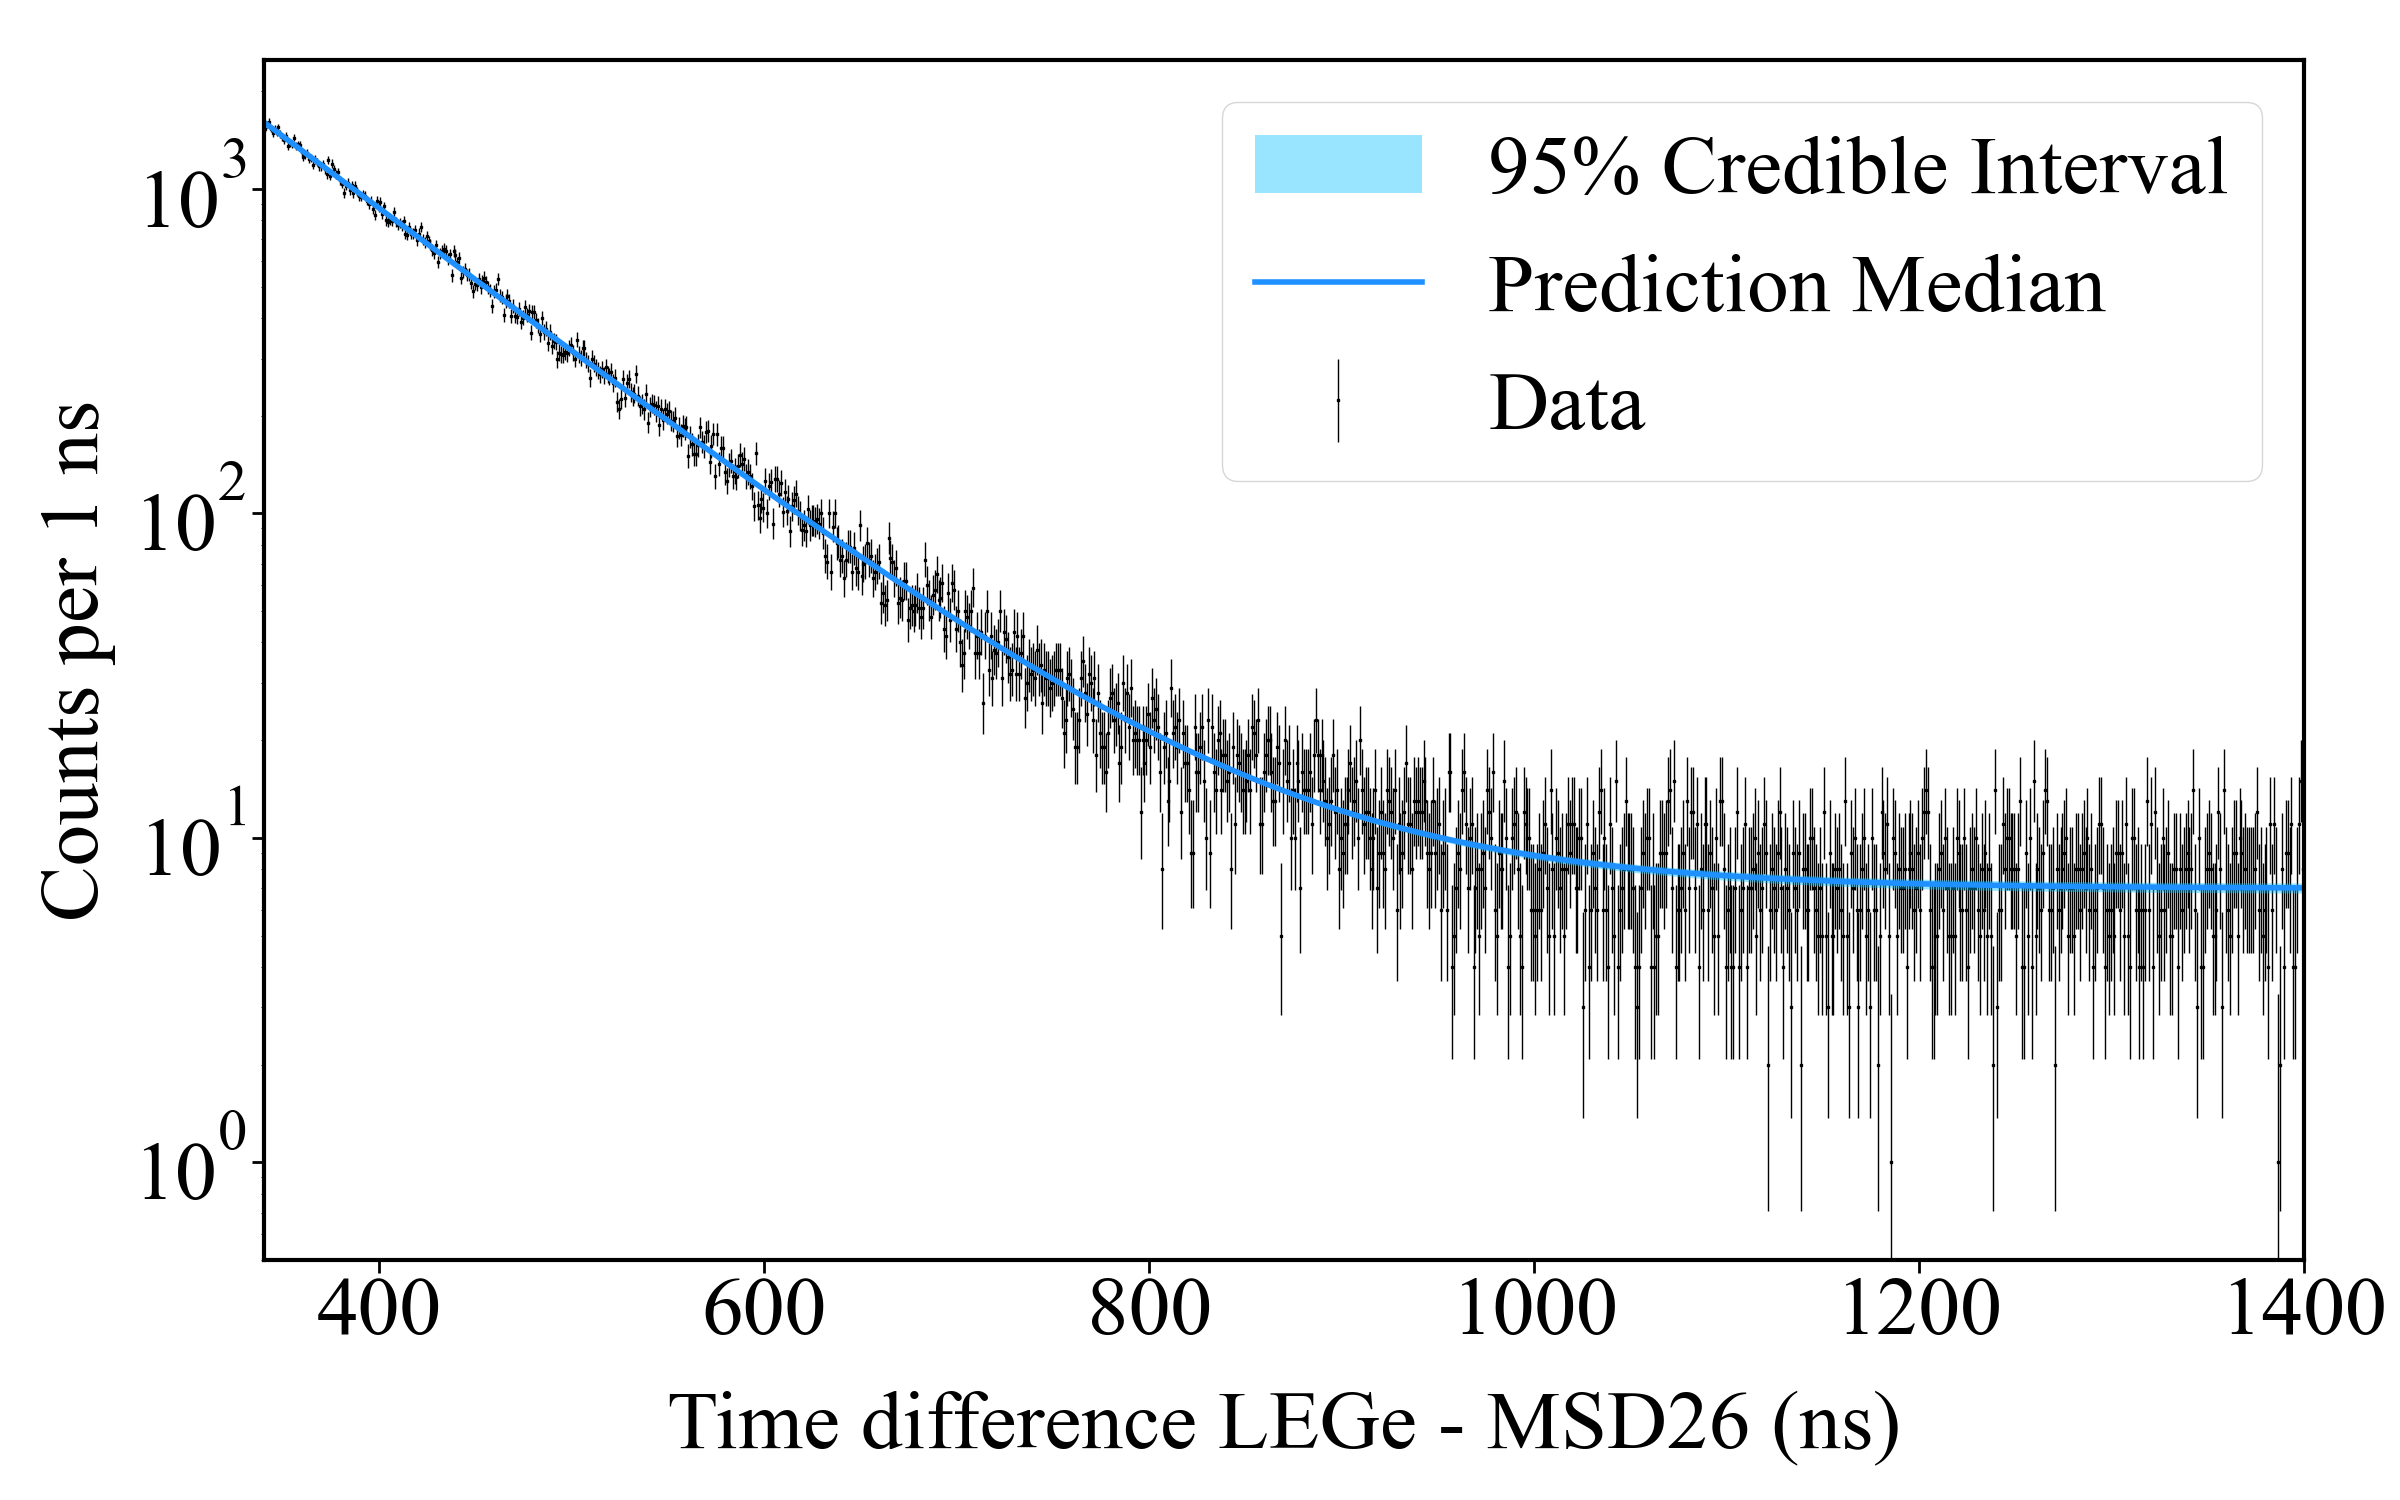 95% Credible Interval
Prediction Median
Data
Counts per 1 ns
10^3
10^2
10^1
10^0
400 600 800 1000 1200 1400
Time difference LEGe - MSD26 (ns)